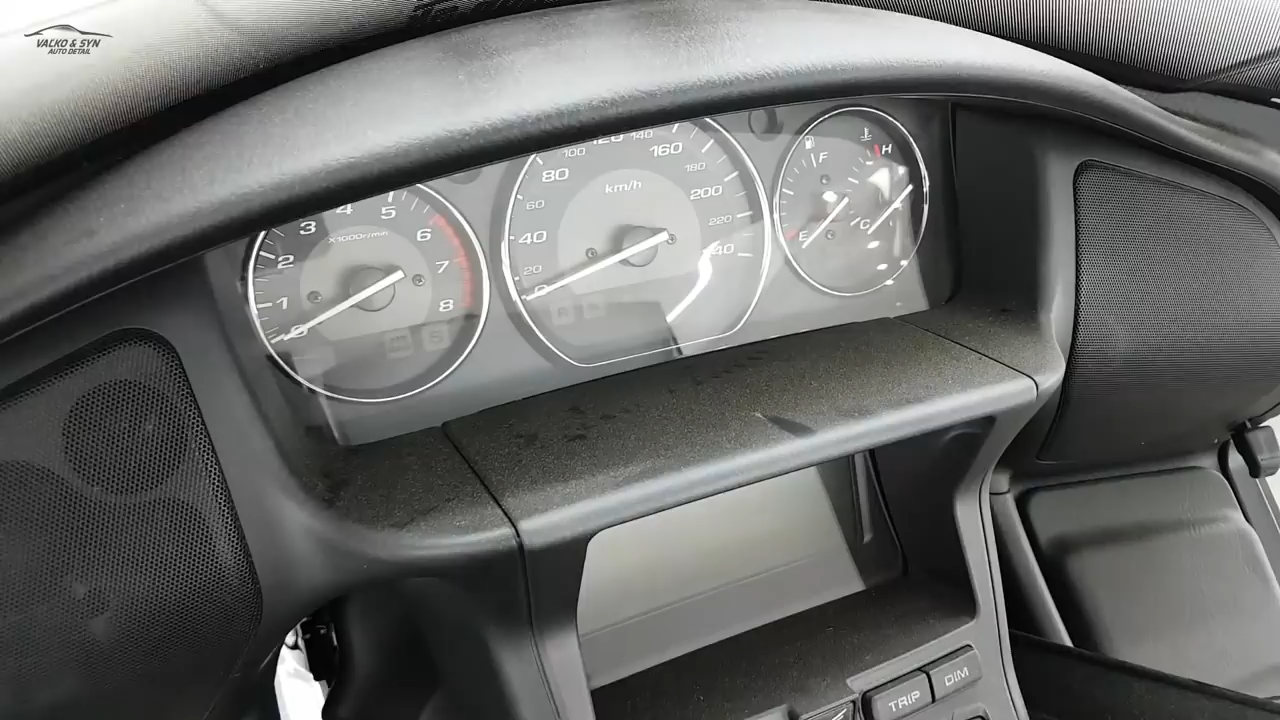 VALKO & SYN
AUTO DETAIL
0
1
2
3
4
5
6
7
8
X1000r/min
0
20
40
60
80
100
120
140
160
180
200
220
240
km/h
F
E
H
C
R
S
TRIP
DIM